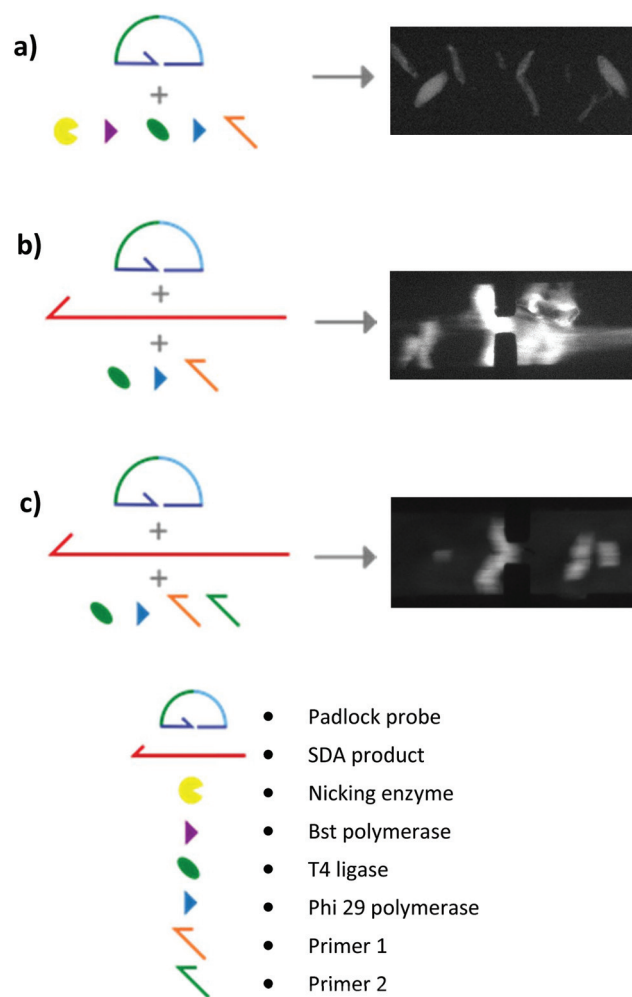 a)
+
b)
+
+
c)
+
+
• Padlock probe
• SDA product
• Nicking enzyme
• Bst polymerase
• T4 ligase
• Phi 29 polymerase
• Primer 1
• Primer 2